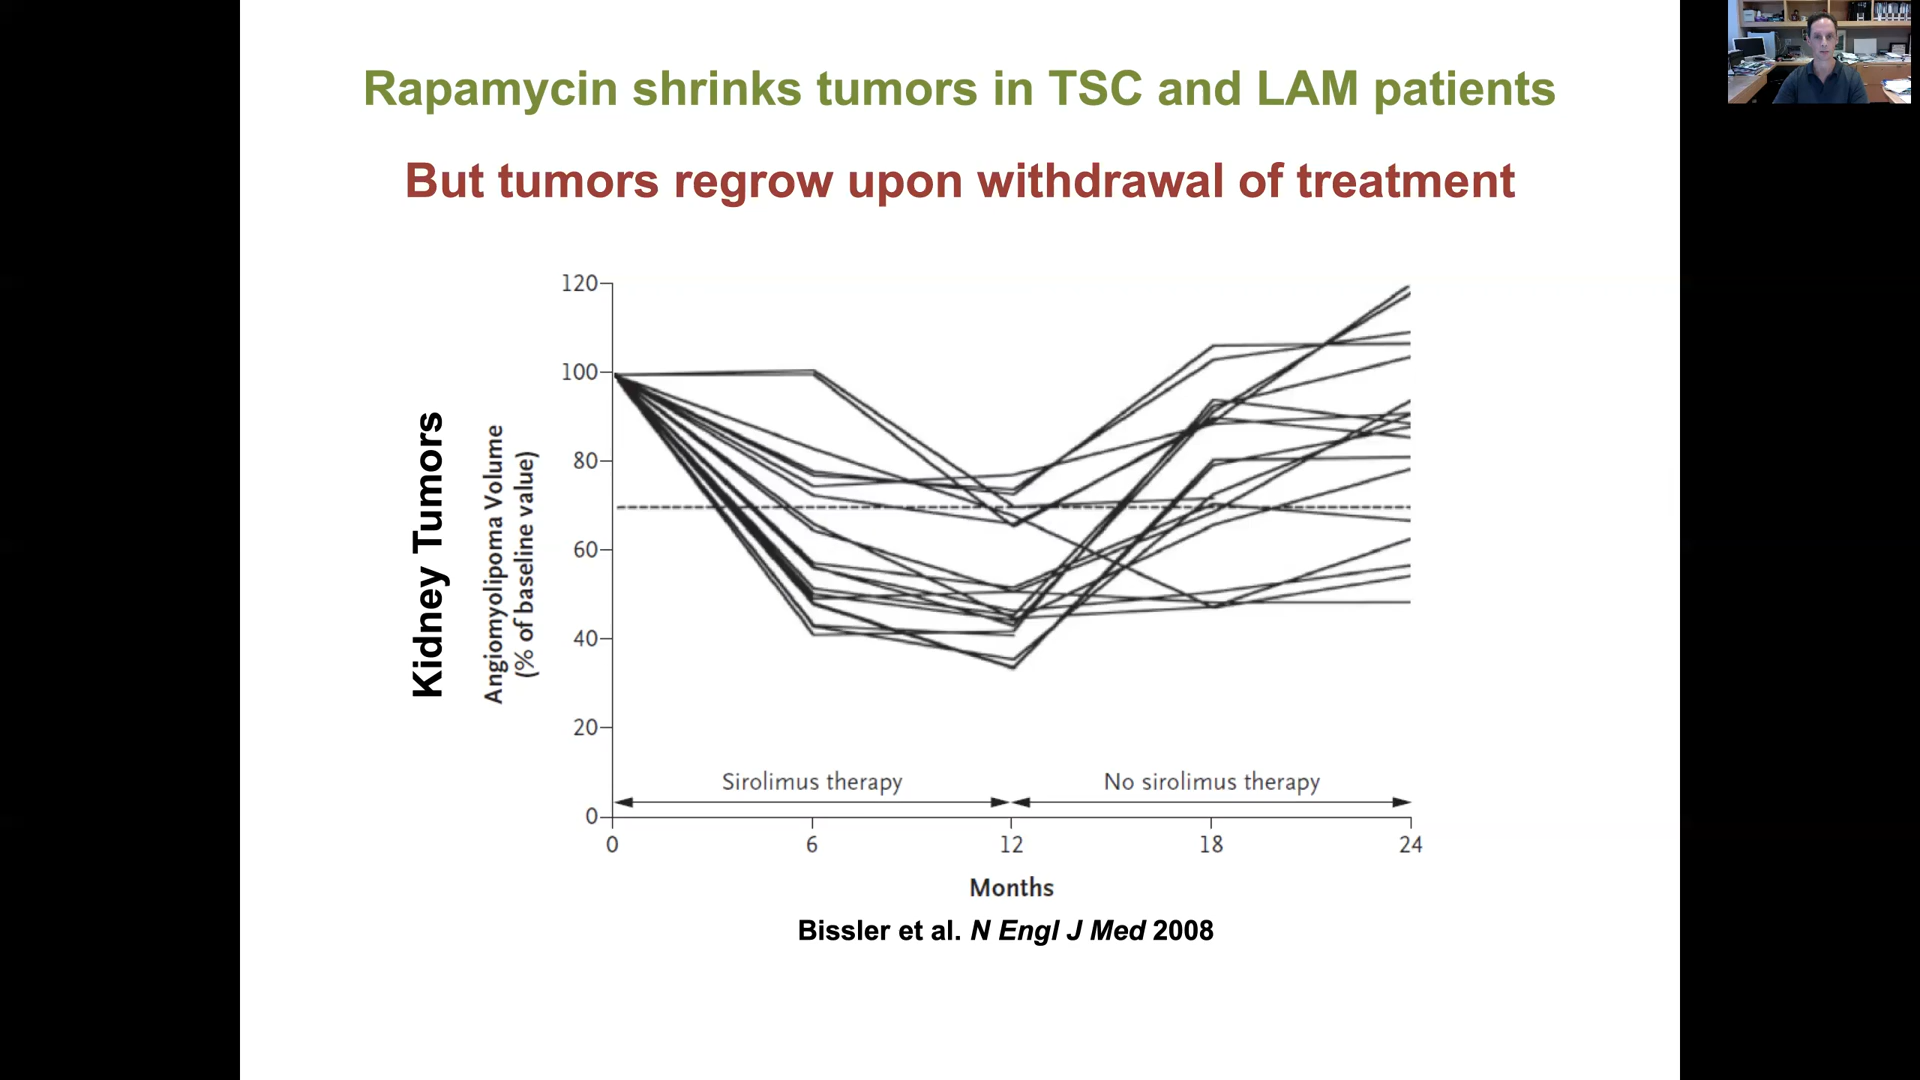 Rapamycin shrinks tumors in TSC and LAM patients
But tumors regrow upon withdrawal of treatment
Kidney Tumors
Angiomyolipoma Volume
(% of baseline value)
120
100
80
60
40
20
0
Sirolimus therapy
No sirolimus therapy
0
6
12
18
24
Months
Bissler et al. N Engl J Med 2008